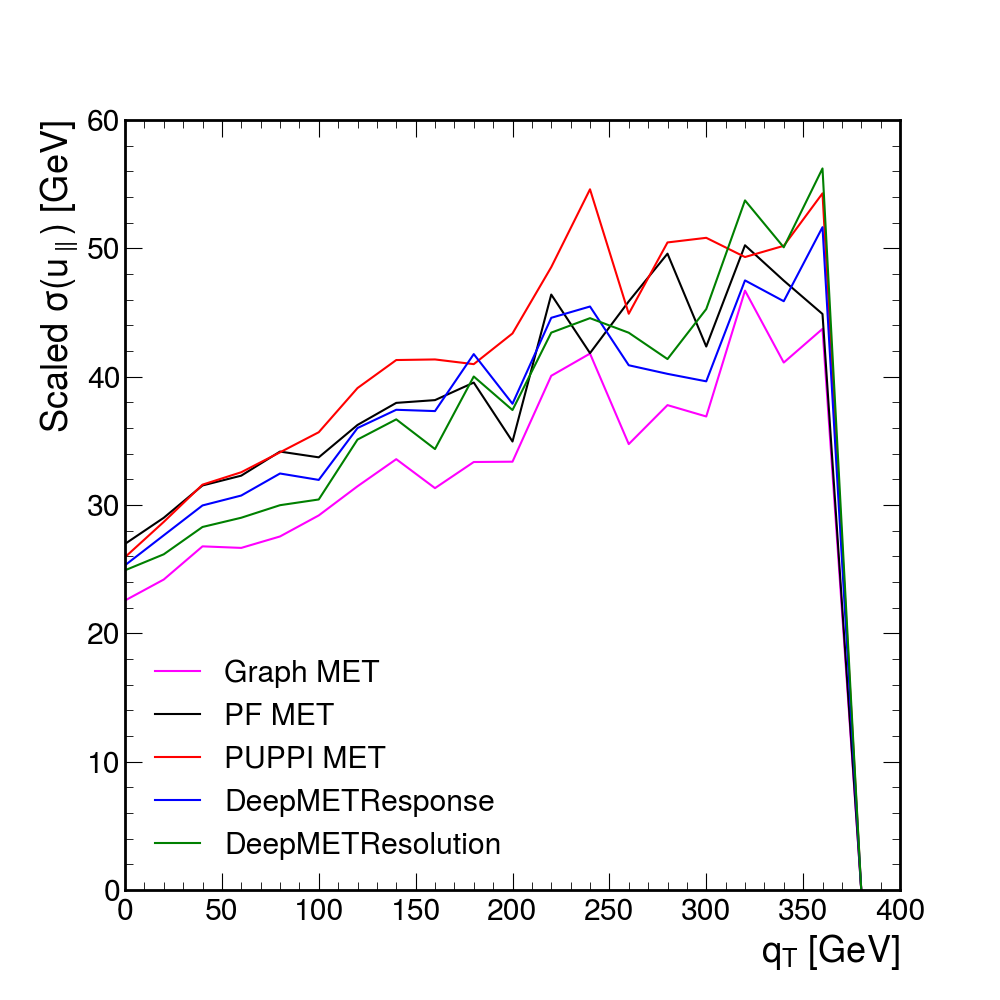 Scaled σ(u∥) [GeV]
60
50
40
30
20
10
0
Graph MET
PF MET
PUPPI MET
DeepMETResponse
DeepMETResolution
0 50 100 150 200 250 300 350 400
qT [GeV]